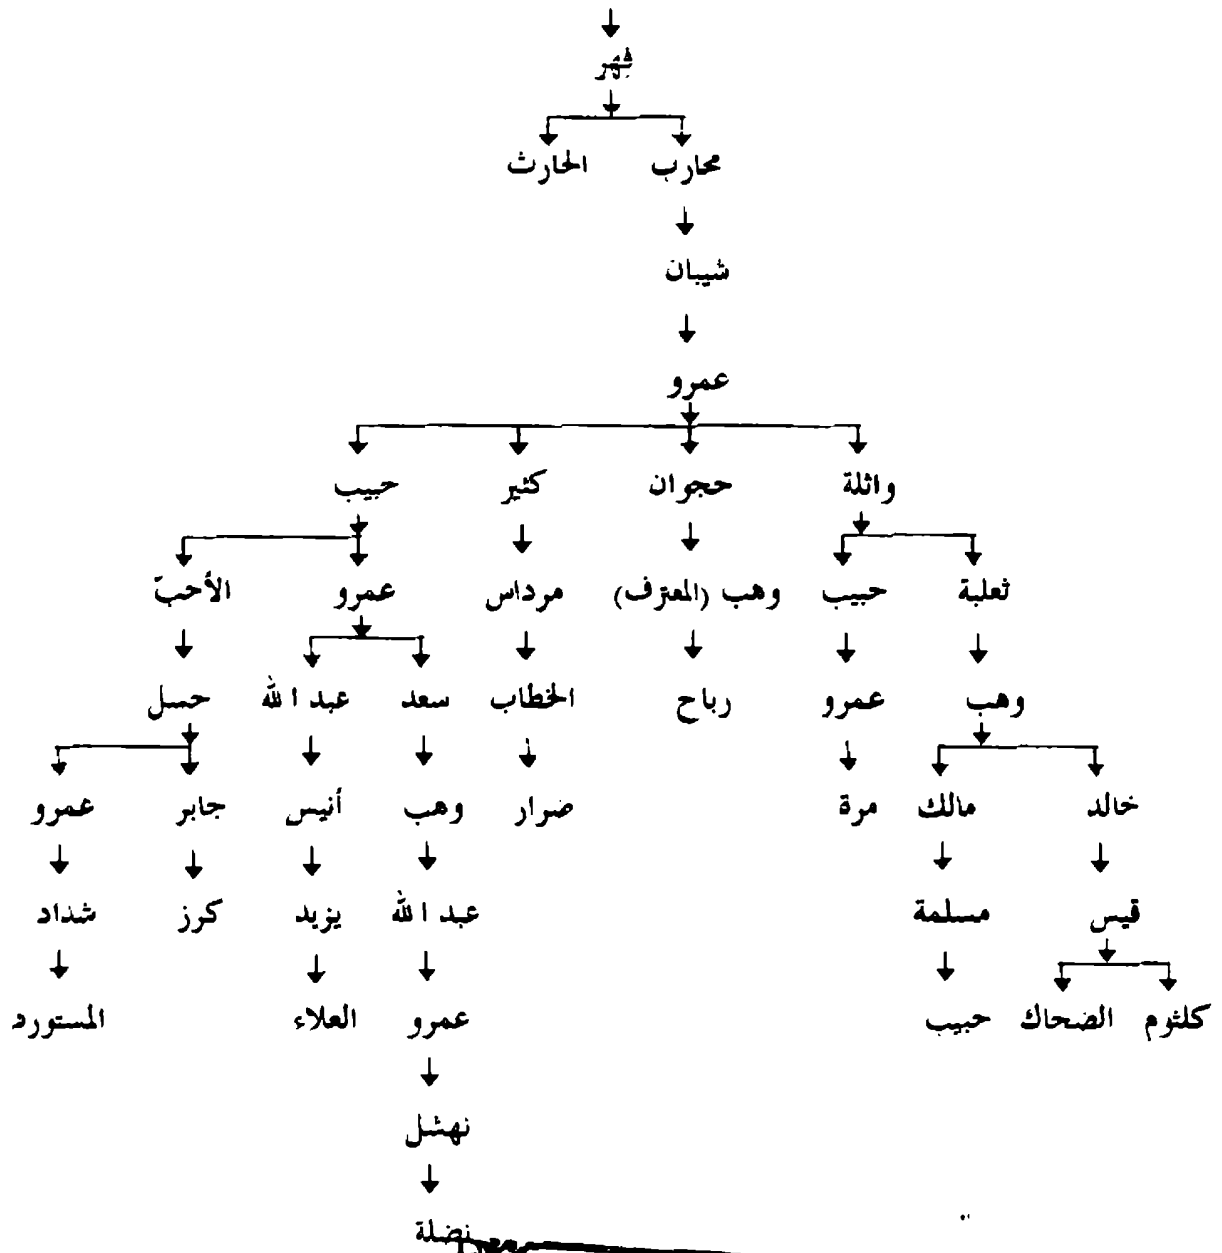 فِهْر
محارب الحارث
شيبان
عمرو
واثلة حجوان كثير حبيب
ثعلبة حبيب وهب (المعترف) مرداس عمرو الأحبّ
وهب عمرو رباح الخطاب سعد عبد الله حسل
خالد مالك مرة ضرار وهب أنيس جابر عمرو
قيس مسلمة عبد الله يزيد كرز شداد
كلثوم الضحاك حبيب عمرو العلاء المستورد
نهشل
نضلة